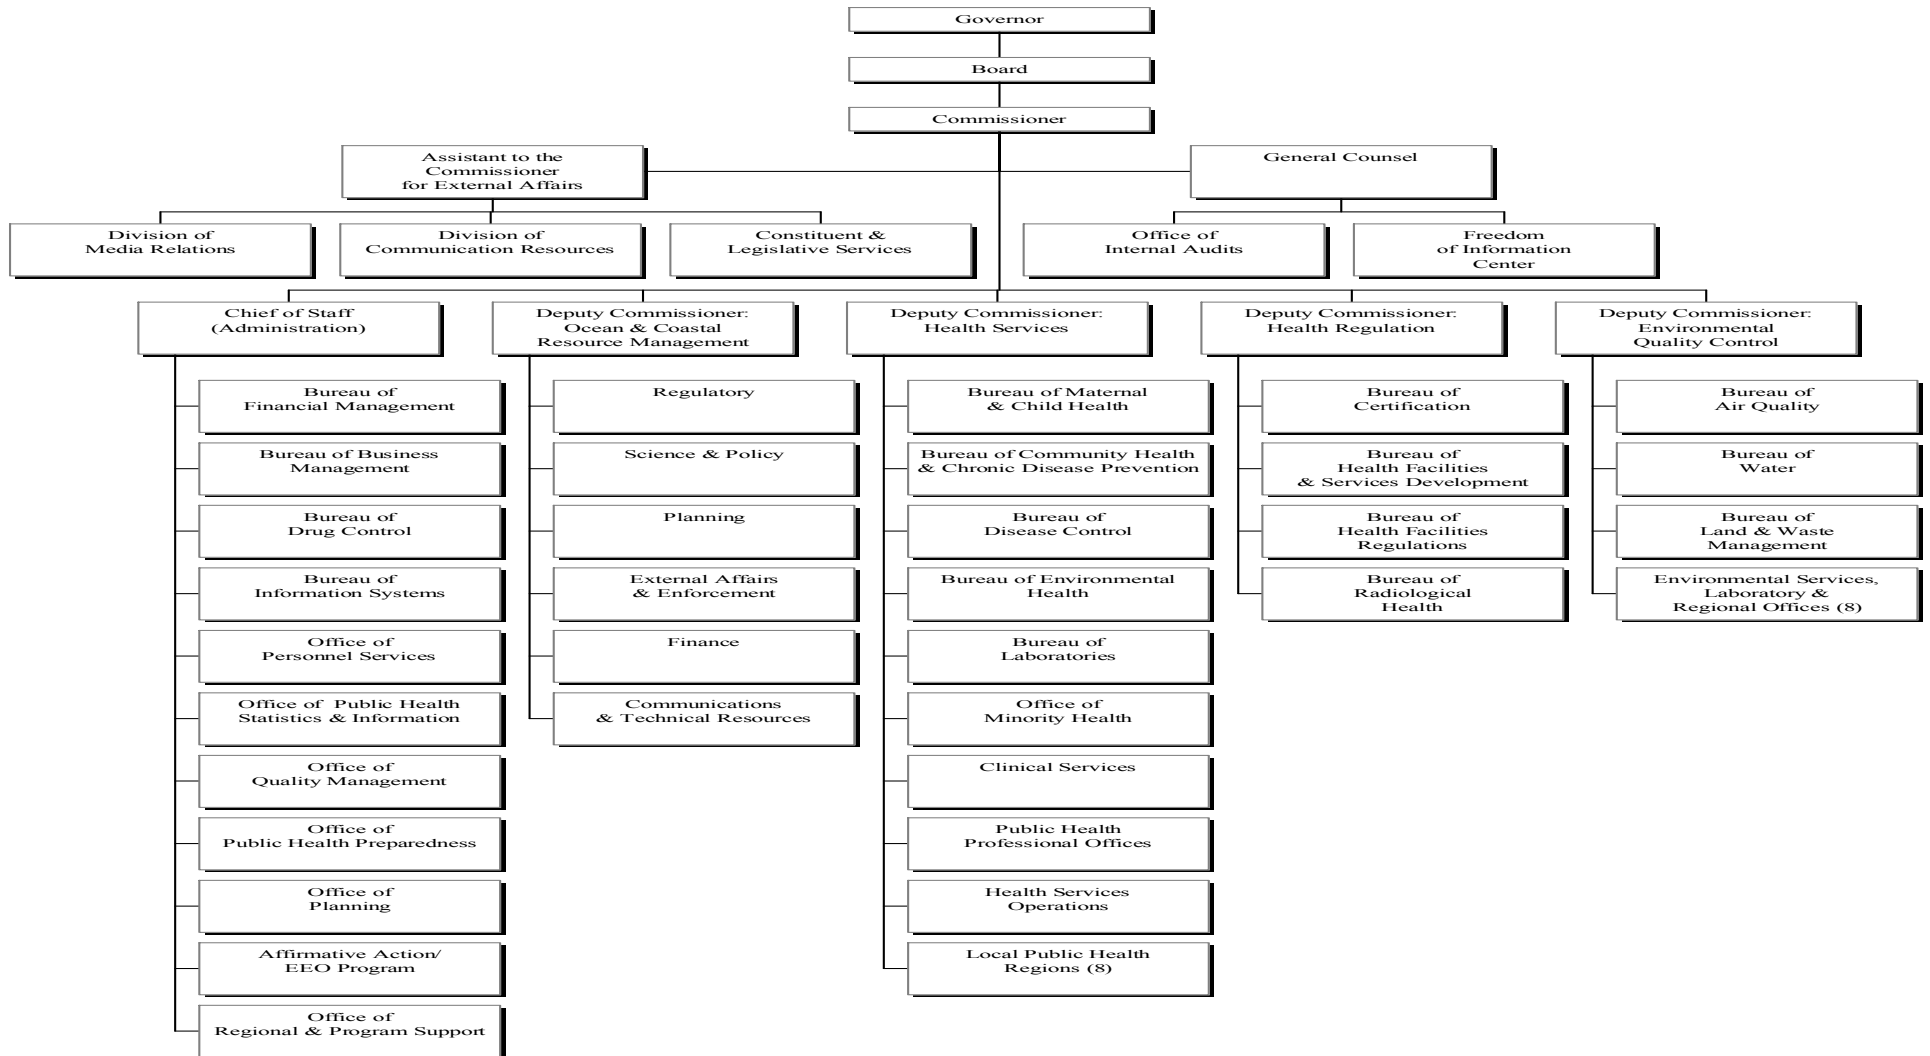 Governor
Board
Commissioner
Assistant to the
Commissioner
for External Affairs
General Counsel
Division of
Media Relations
Division of
Communication Resources
Constituent &
Legislative Services
Office of
Internal Audits
Freedom
of Information
Center
Chief of Staff
(Administration)
Deputy Commissioner:
Ocean & Coastal
Resource Management
Deputy Commissioner:
Health Services
Deputy Commissioner:
Health Regulation
Deputy Commissioner:
Environmental
Quality Control
Bureau of
Financial Management
Bureau of Business
Management
Bureau of
Drug Control
Bureau of
Information Systems
Office of
Personnel Services
Office of Public Health
Statistics & Information
Office of
Quality Management
Office of
Public Health Preparedness
Office of
Planning
Affirmative Action/
EEO Program
Office of
Regional & Program Support
Regulatory
Science & Policy
Planning
External Affairs
& Enforcement
Finance
Communications
& Technical Resources
Bureau of Maternal
& Child Health
Bureau of Community Health
& Chronic Disease Prevention
Bureau of
Disease Control
Bureau of Environmental
Health
Bureau of
Laboratories
Office of
Minority Health
Clinical Services
Public Health
Professional Offices
Health Services
Operations
Local Public Health
Regions (8)
Bureau of
Certification
Bureau of
Health Facilities
& Services Development
Bureau of
Health Facilities
Regulations
Bureau of
Radiological
Health
Bureau of
Air Quality
Bureau of
Water
Bureau of
Land & Waste
Management
Environmental Services,
Laboratory &
Regional Offices (8)